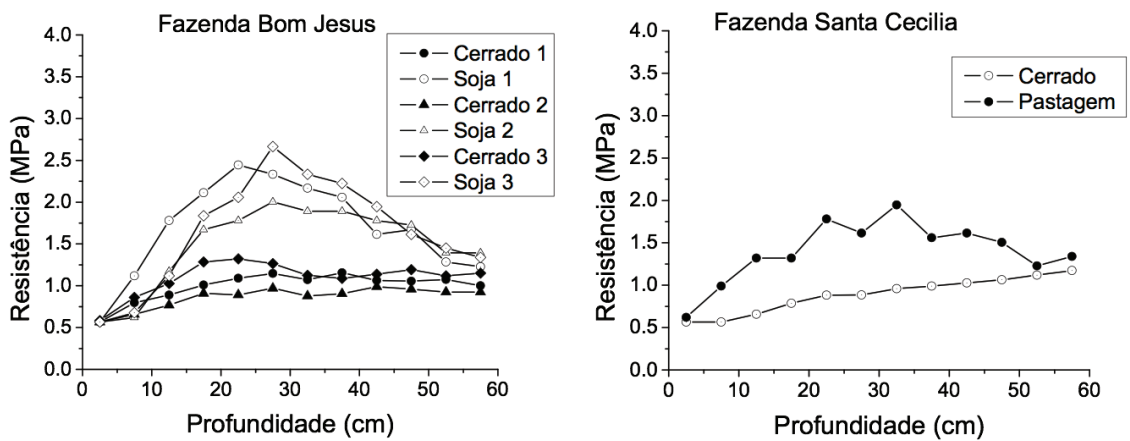 Fazenda Bom Jesus
4.0
3.5
3.0
2.5
2.0
1.5
1.0
0.5
0.0
Resistência (MPa)
Cerrado 1
Soja 1
Cerrado 2
Soja 2
Cerrado 3
Soja 3
0 10 20 30 40 50 60
Profundidade (cm)
Fazenda Santa Cecilia
4.0
3.5
3.0
2.5
2.0
1.5
1.0
0.5
0.0
Resistência (MPa)
Cerrado
Pastagem
0 10 20 30 40 50 60
Profundidade (cm)